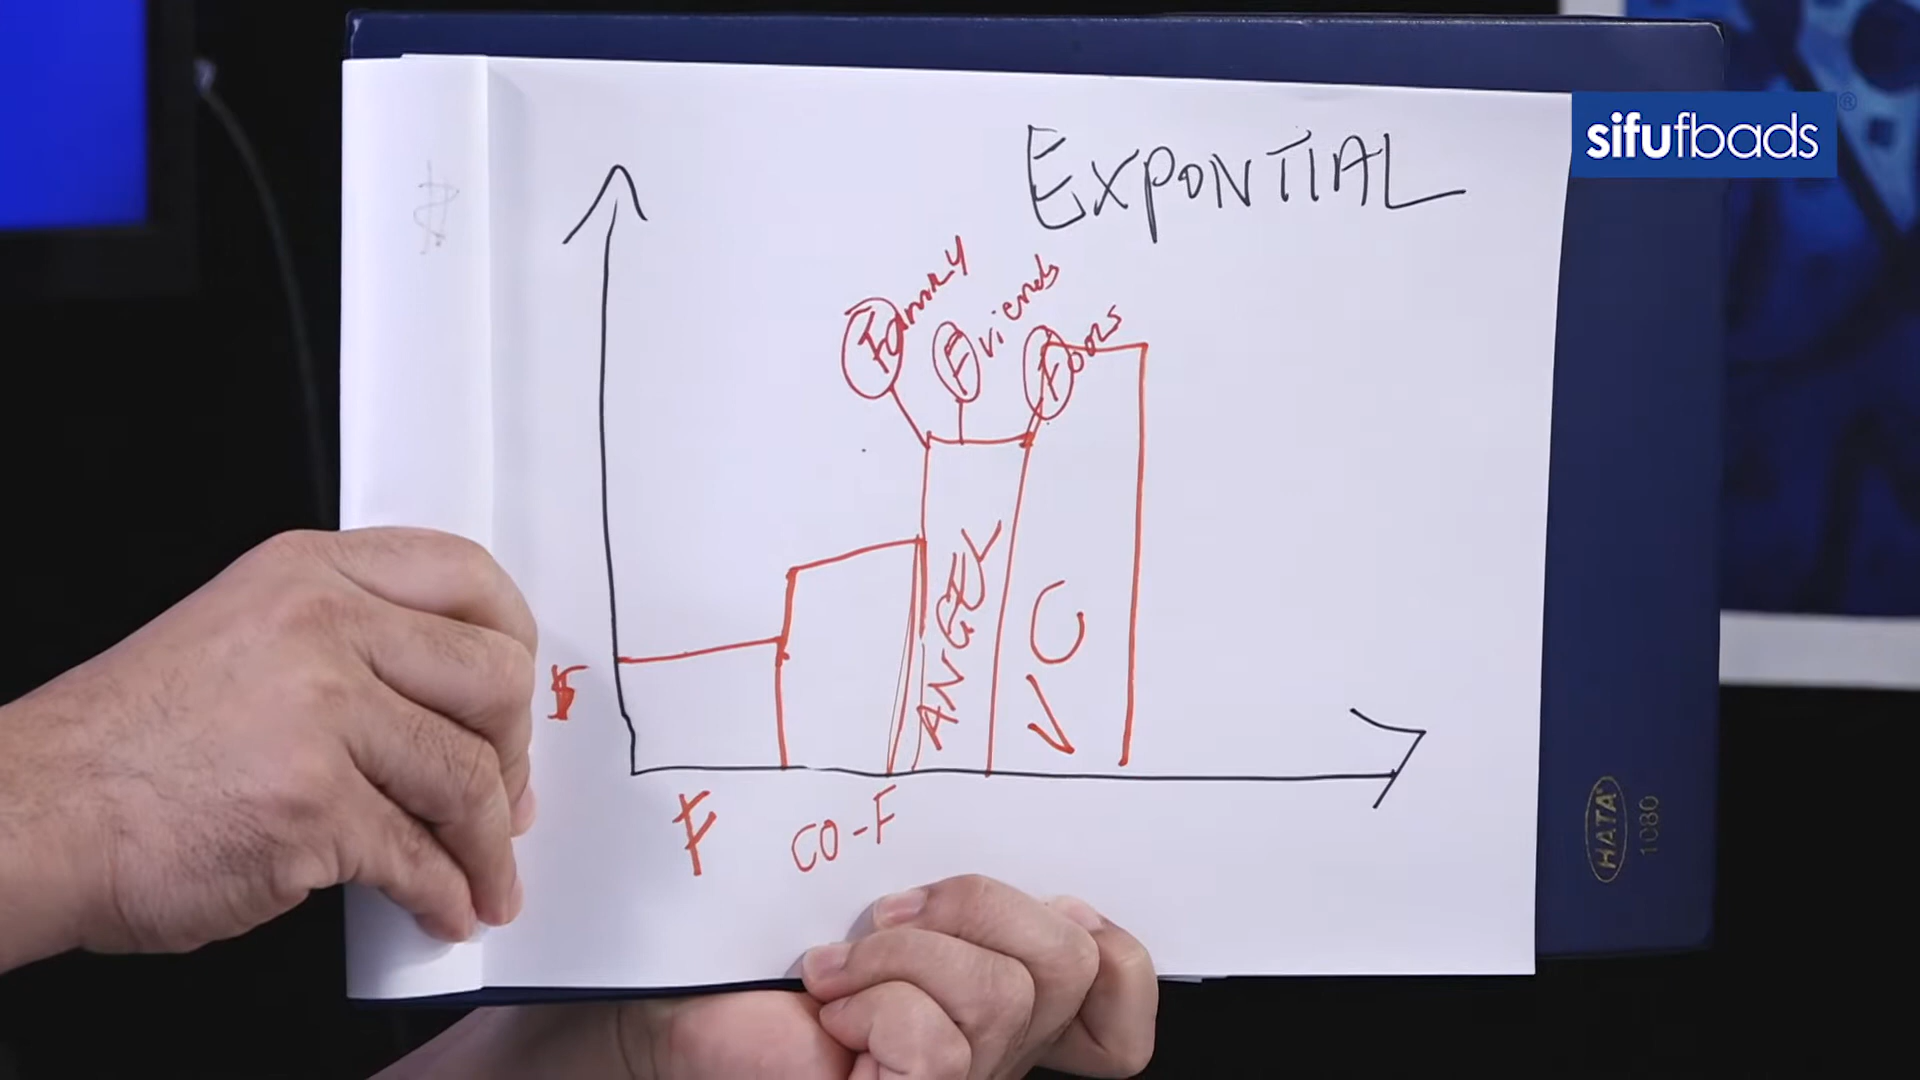 sifufbads
EXPONTIAL
Family
Friends
Fools
ANGEL
VC
$
F
CO-F
HATA
1080